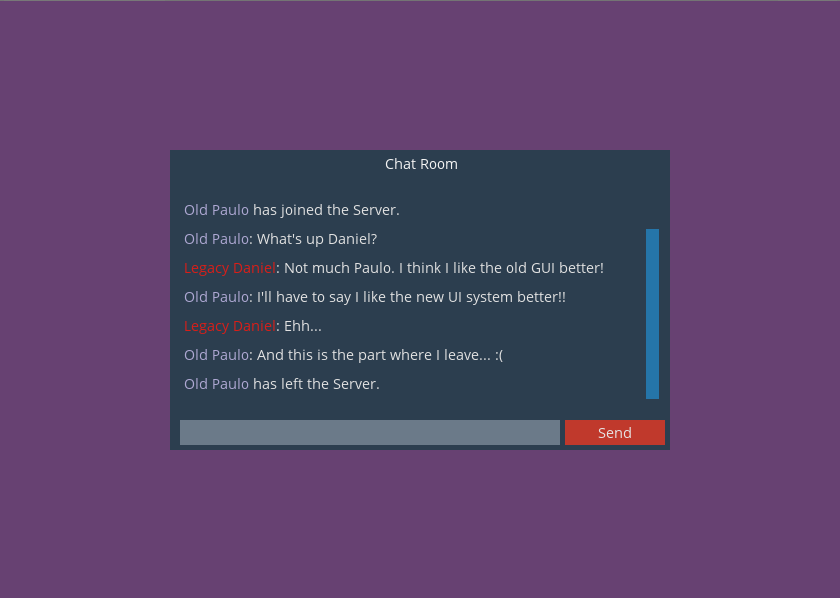 Chat Room
Old Paulo has joined the Server.
Old Paulo: What's up Daniel?
Legacy Daniel: Not much Paulo. I think I like the old GUI better!
Old Paulo: I'll have to say I like the new UI system better!!
Legacy Daniel: Ehh...
Old Paulo: And this is the part where I leave... :(
Old Paulo has left the Server.
Send